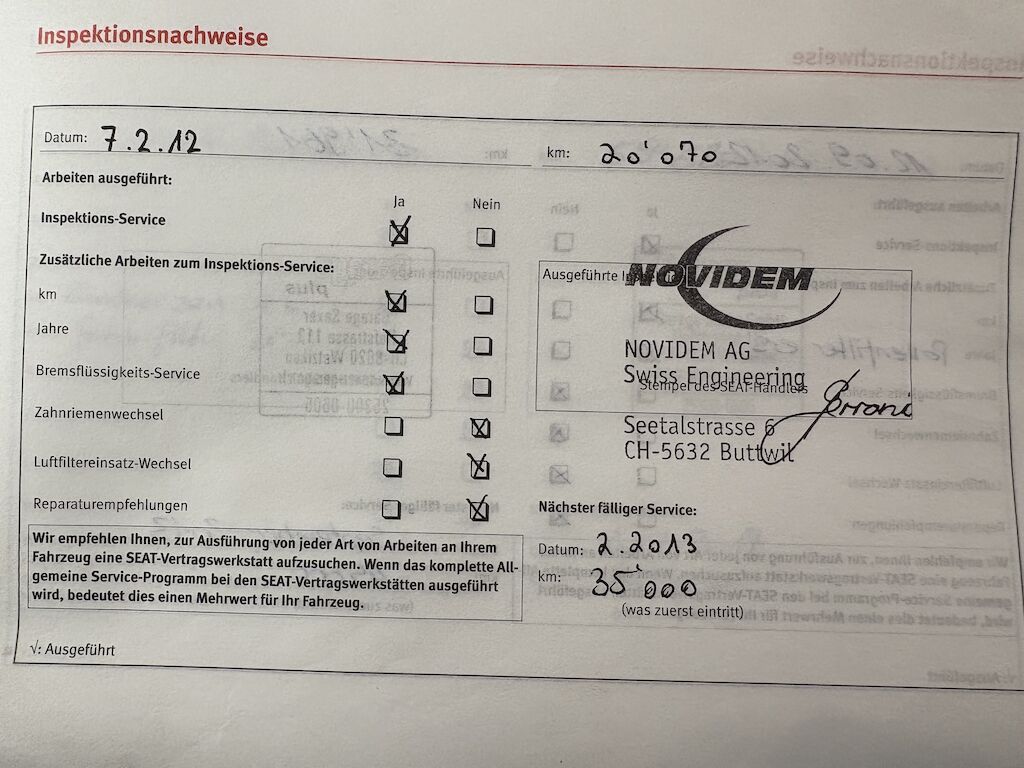 Inspektionsnachweise
Datum: 7.2.12
km: 20'070
Arbeiten ausgeführt:
Ja Nein
Inspektions-Service
Zusätzliche Arbeiten zum Inspektions-Service:
km
Jahre
Bremsflüssigkeits-Service
Zahnriemenwechsel
Luftfiltereinsatz-Wechsel
Reparaturempfehlungen
Wir empfehlen Ihnen, zur Ausführung von jeder Art von Arbeiten an Ihrem
Fahrzeug eine SEAT-Vertragswerkstatt aufzusuchen. Wenn das komplette All-
gemeine Service-Programm bei den SEAT-Vertragswerkstätten ausgeführt
wird, bedeutet dies einen Mehrwert für Ihr Fahrzeug.
√: Ausgeführt
Ausgeführte
NOVIDEM
NOVIDEM AG
Swiss Engineering
Stempel des SEAT-Händlers
Seetalstrasse 6
CH-5632 Buttwil
Nächster fälliger Service:
Datum: 2.2013
km: 35'000
(was zuerst eintritt)